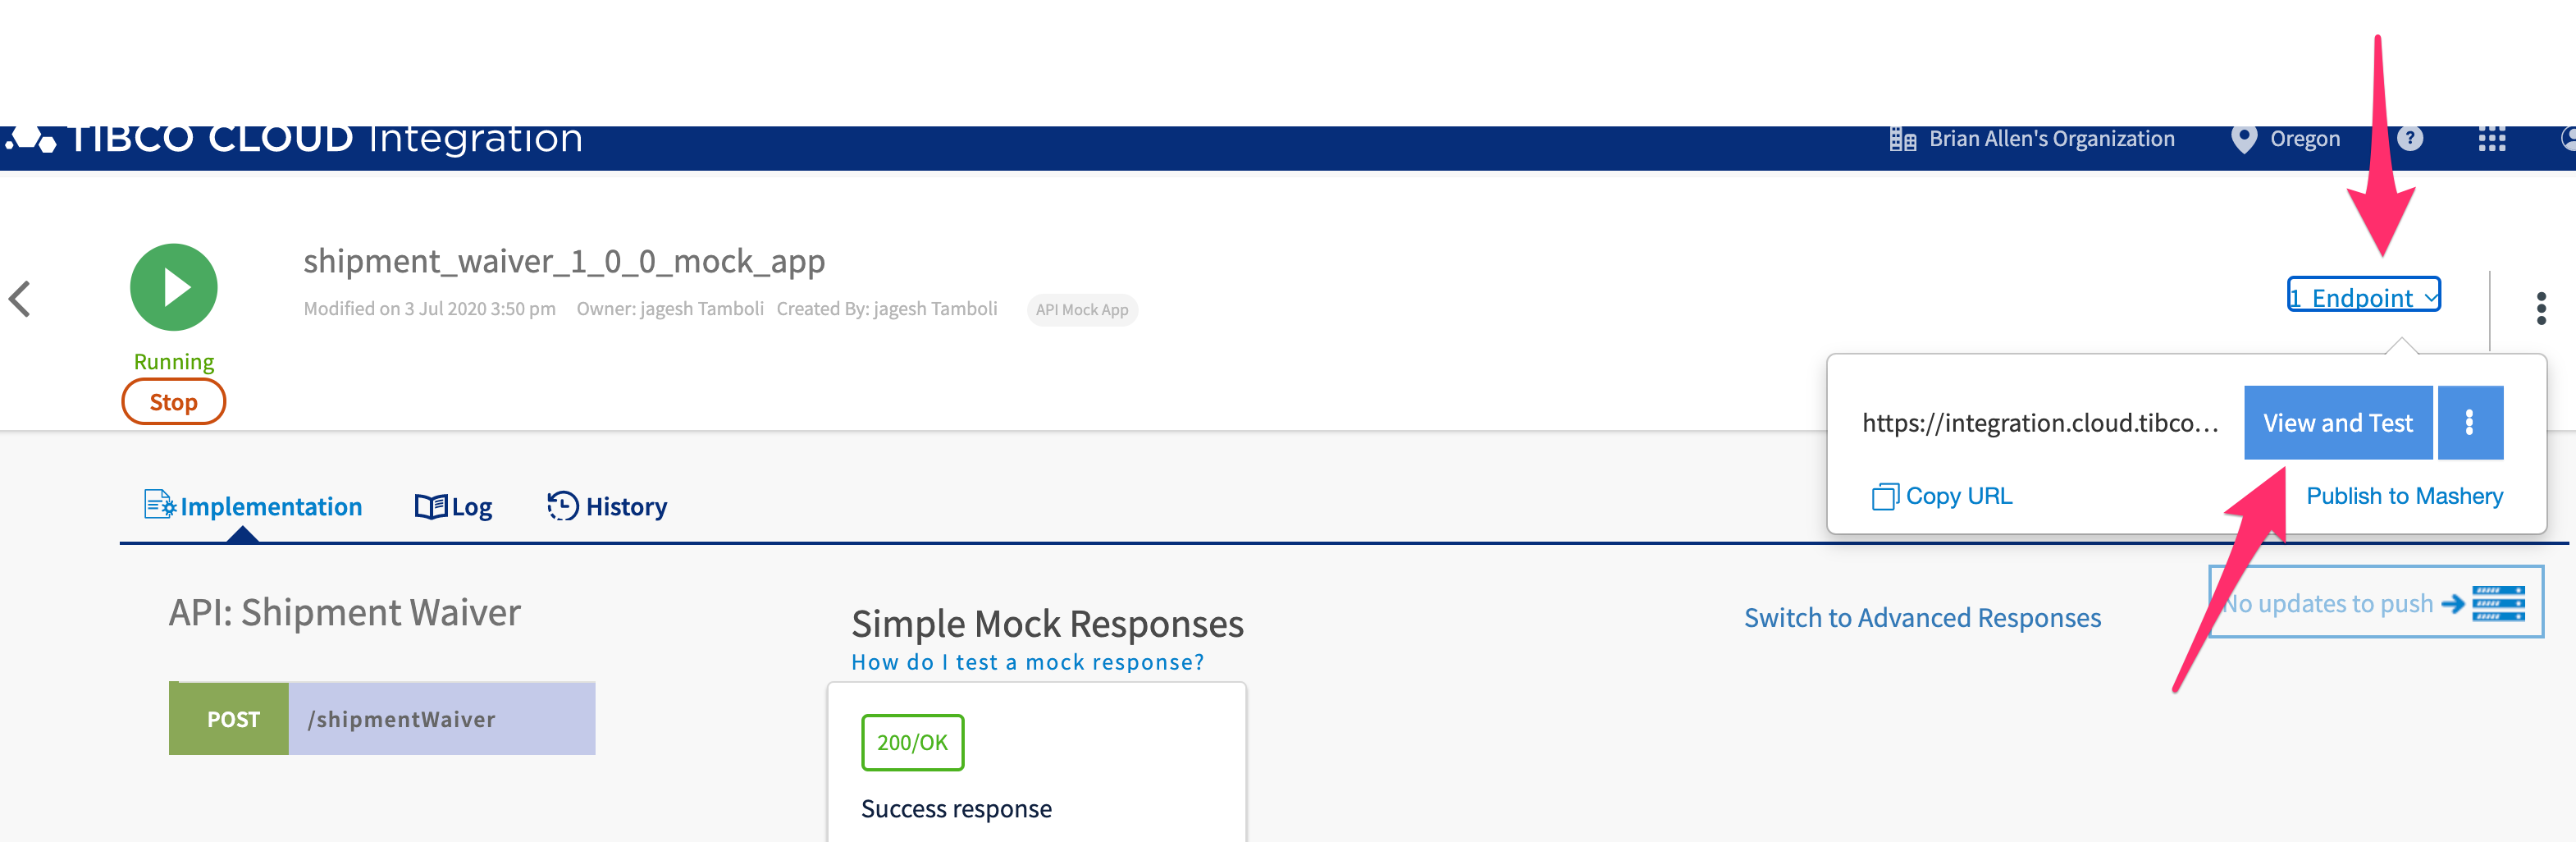 TIBCO CLOUD Integration
Brian Allen's Organization
Oregon
?
shipment_waiver_1_0_0_mock_app
Modified on 3 Jul 2020 3:50 pm Owner: jagesh Tamboli Created By: jagesh Tamboli API Mock App
1 Endpoint
Running
Stop
https://integration.cloud.tibco...
View and Test
Copy URL
Publish to Mashery
Implementation
Log
History
API: Shipment Waiver
Simple Mock Responses
How do I test a mock response?
Switch to Advanced Responses
No updates to push
POST /shipmentWaiver
200/OK
Success response